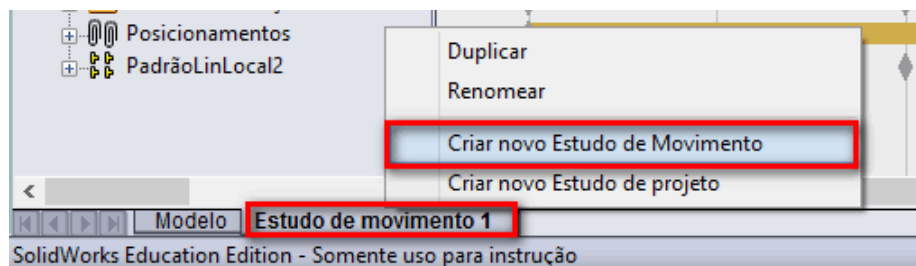 Posicionamentos
PadrãoLinLocal2
Duplicar
Renomear
Criar novo Estudo de Movimento
Criar novo Estudo de projeto
Modelo
Estudo de movimento 1
SolidWorks Education Edition - Somente uso para instrução